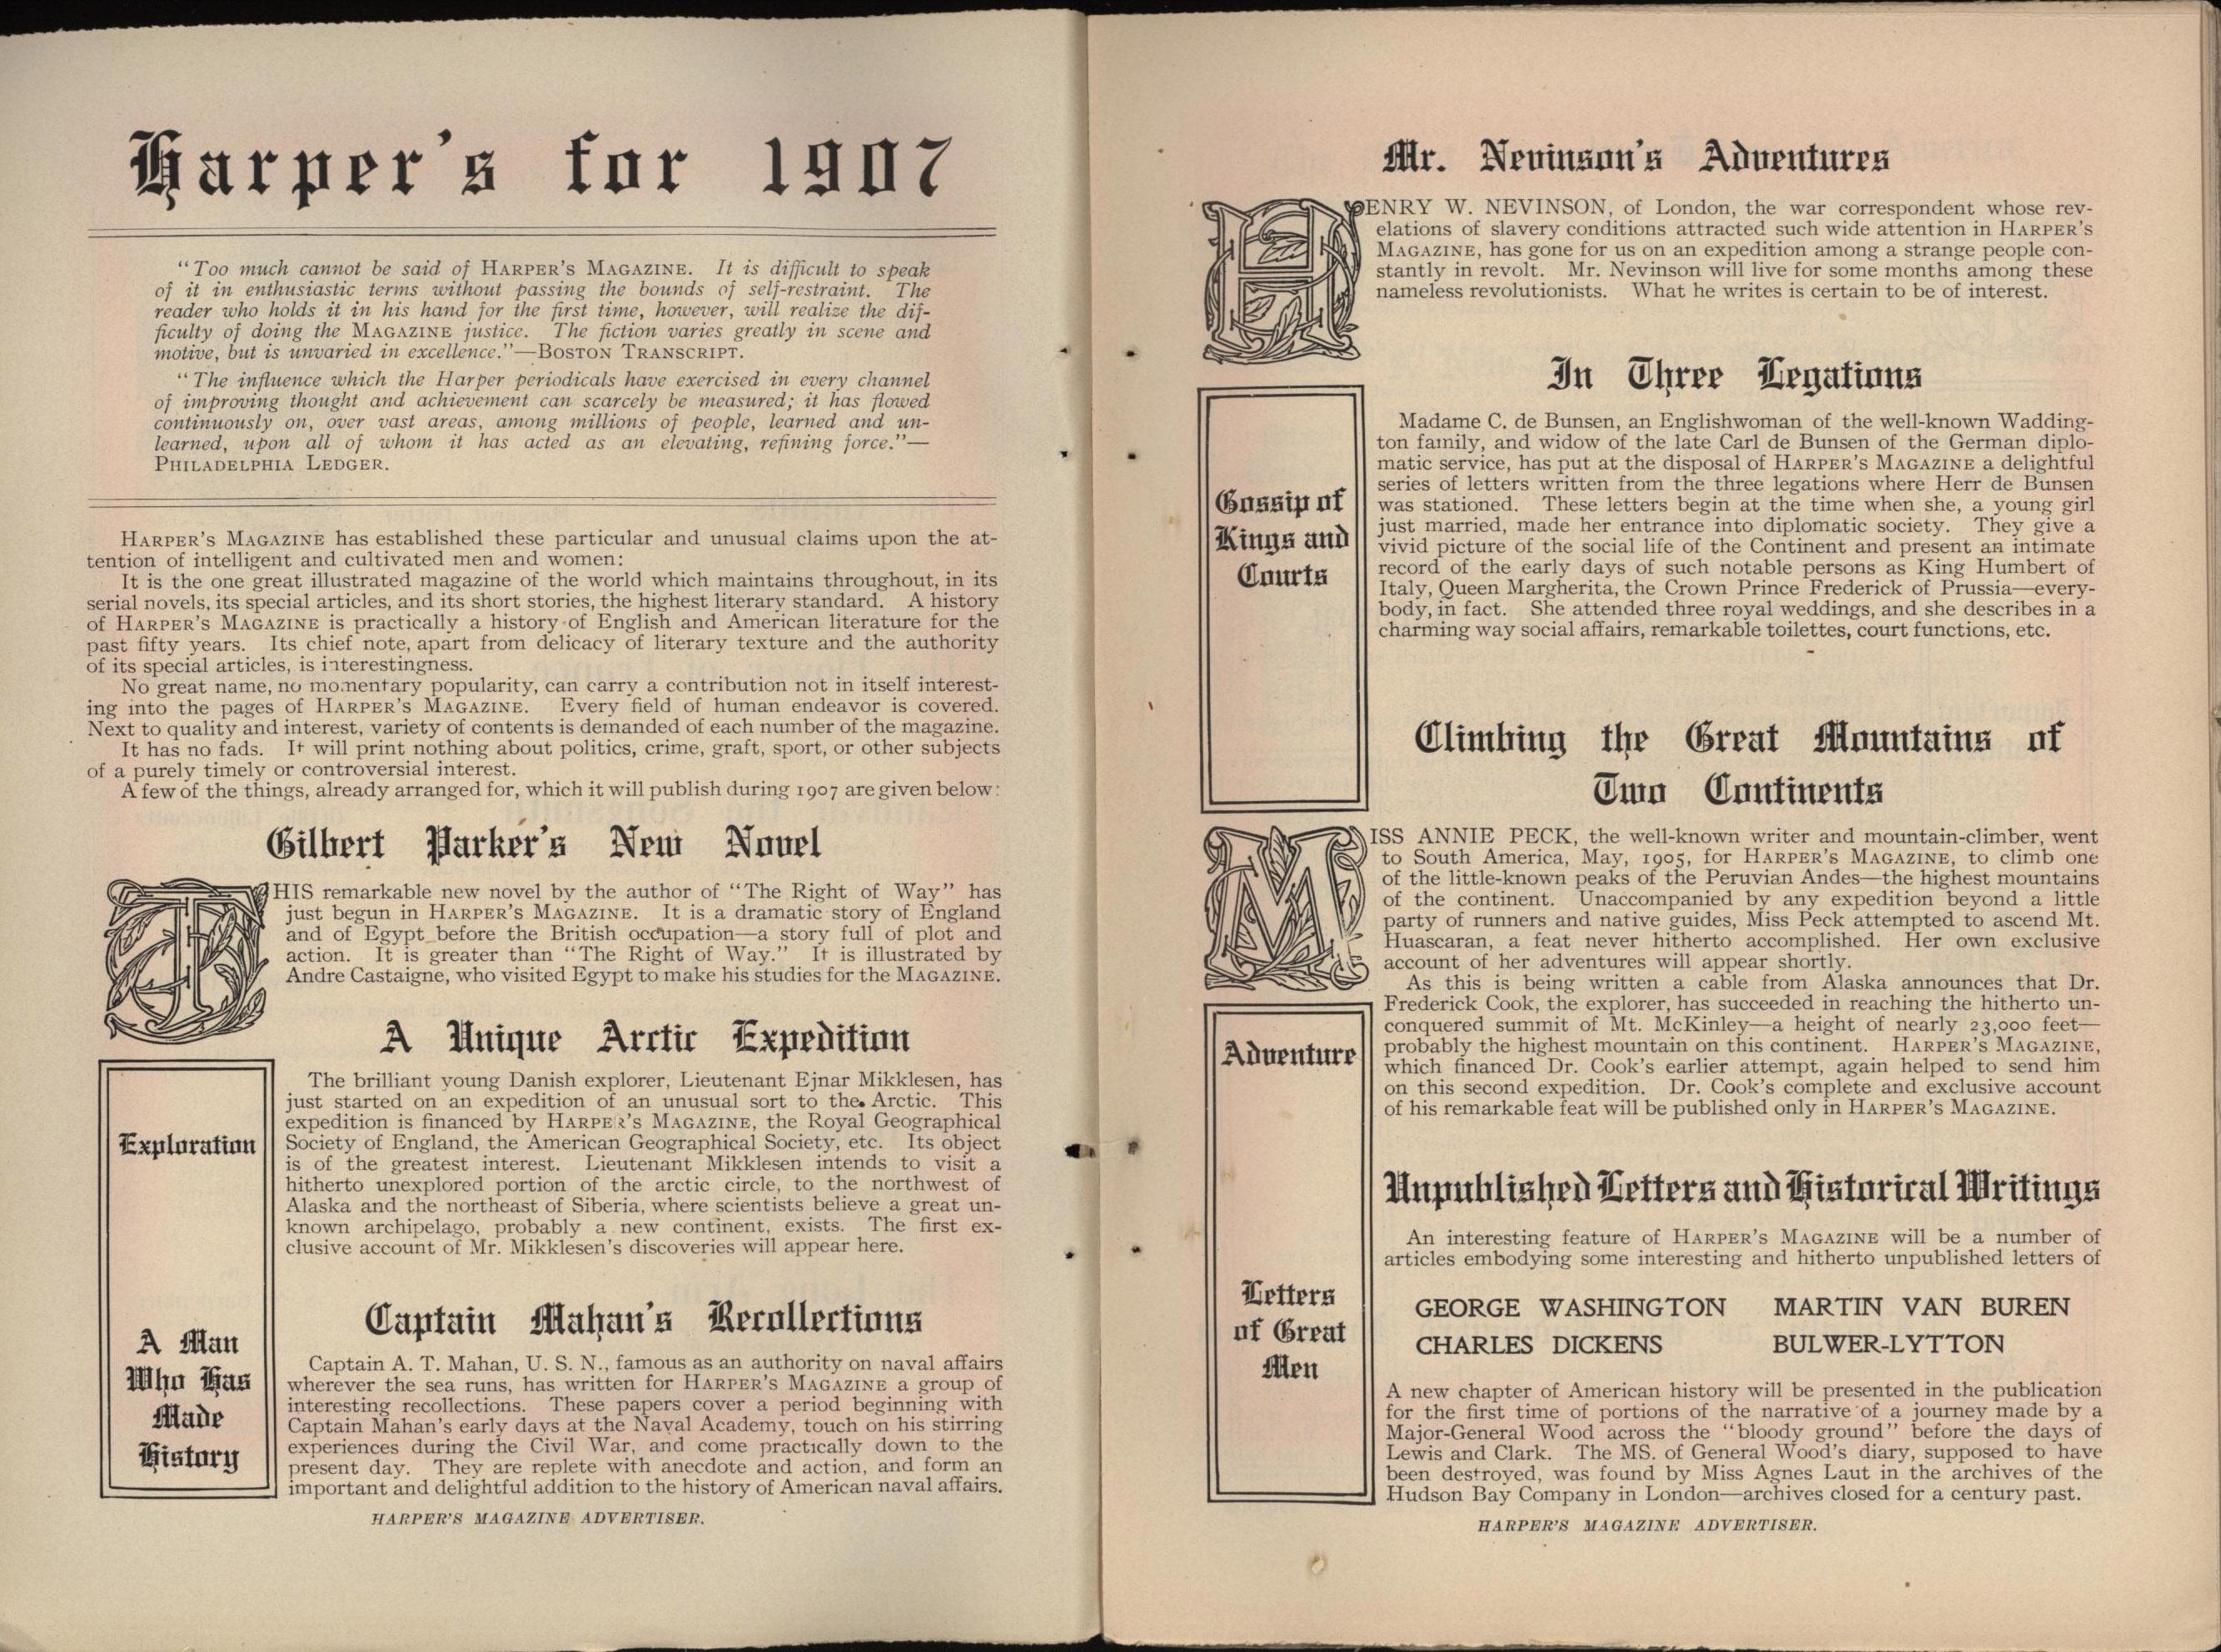 Harper's for 1907
"Too much cannot be said of HARPER'S MAGAZINE. It is difficult to speak
of it in enthusiastic terms without passing the bounds of self-restraint. The
reader who holds it in his hand for the first time, however, will realize the dif-
ficulty of doing the MAGAZINE justice. The fiction varies greatly in scene and
motive, but is unvaried in excellence."—BOSTON TRANSCRIPT.
"The influence which the Harper periodicals have exercised in every channel
of improving thought and achievement can scarcely be measured; it has flowed
continuously on, over vast areas, among millions of people, learned and un-
learned, upon all of whom it has acted as an elevating, refining force."—
PHILADELPHIA LEDGER.
HARPER'S MAGAZINE has established these particular and unusual claims upon the at-
tention of intelligent and cultivated men and women:
It is the one great illustrated magazine of the world which maintains throughout, in its
serial novels, its special articles, and its short stories, the highest literary standard. A history
of HARPER'S MAGAZINE is practically a history of English and American literature for the
past fifty years. Its chief note, apart from delicacy of literary texture and the authority
of its special articles, is interestingness.
No great name, no momentary popularity, can carry a contribution not in itself interest-
ing into the pages of HARPER'S MAGAZINE. Every field of human endeavor is covered.
Next to quality and interest, variety of contents is demanded of each number of the magazine.
It has no fads. It will print nothing about politics, crime, graft, sport, or other subjects
of a purely timely or controversial interest.
A few of the things, already arranged for, which it will publish during 1907 are given below:
Gilbert Parker's New Novel
THIS remarkable new novel by the author of "The Right of Way" has
just begun in HARPER'S MAGAZINE. It is a dramatic story of England
and of Egypt before the British occupation—a story full of plot and
action. It is greater than "The Right of Way." It is illustrated by
Andre Castaigne, who visited Egypt to make his studies for the MAGAZINE.
A Unique Arctic Expedition
Exploration
The brilliant young Danish explorer, Lieutenant Ejnar Mikklesen, has
just started on an expedition of an unusual sort to the Arctic. This
expedition is financed by HARPER'S MAGAZINE, the Royal Geographical
Society of England, the American Geographical Society, etc. Its object
is of the greatest interest. Lieutenant Mikklesen intends to visit a
hitherto unexplored portion of the arctic circle, to the northwest of
Alaska and the northeast of Siberia, where scientists believe a great un-
known archipelago, probably a new continent, exists. The first ex-
clusive account of Mr. Mikklesen's discoveries will appear here.
Captain Mahan's Recollections
A Man
Who Has
Made
History
Captain A. T. Mahan, U. S. N., famous as an authority on naval affairs
wherever the sea runs, has written for HARPER'S MAGAZINE a group of
interesting recollections. These papers cover a period beginning with
Captain Mahan's early days at the Naval Academy, touch on his stirring
experiences during the Civil War, and come practically down to the
present day. They are replete with anecdote and action, and form an
important and delightful addition to the history of American naval affairs.
HARPER'S MAGAZINE ADVERTISER.
Mr. Nevinson's Adventures
HENRY W. NEVINSON, of London, the war correspondent whose rev-
elations of slavery conditions attracted such wide attention in HARPER'S
MAGAZINE, has gone for us on an expedition among a strange people con-
stantly in revolt. Mr. Nevinson will live for some months among these
nameless revolutionists. What he writes is certain to be of interest.
In Three Legations
Gossip of
Kings and
Courts
Madame C. de Bunsen, an Englishwoman of the well-known Wadding-
ton family, and widow of the late Carl de Bunsen of the German diplo-
matic service, has put at the disposal of HARPER'S MAGAZINE a delightful
series of letters written from the three legations where Herr de Bunsen
was stationed. These letters begin at the time when she, a young girl
just married, made her entrance into diplomatic society. They give a
vivid picture of the social life of the Continent and present an intimate
record of the early days of such notable persons as King Humbert of
Italy, Queen Margherita, the Crown Prince Frederick of Prussia—every-
body, in fact. She attended three royal weddings, and she describes in a
charming way social affairs, remarkable toilettes, court functions, etc.
Climbing the Great Mountains of
Two Continents
MISS ANNIE PECK, the well-known writer and mountain-climber, went
to South America, May, 1905, for HARPER'S MAGAZINE, to climb one
of the little-known peaks of the Peruvian Andes—the highest mountains
of the continent. Unaccompanied by any expedition beyond a little
party of runners and native guides, Miss Peck attempted to ascend Mt.
Huascaran, a feat never hitherto accomplished. Her own exclusive
account of her adventures will appear shortly.
Adventure
As this is being written a cable from Alaska announces that Dr.
Frederick Cook, the explorer, has succeeded in reaching the hitherto un-
conquered summit of Mt. McKinley—a height of nearly 23,000 feet—
probably the highest mountain on this continent. HARPER'S MAGAZINE,
which financed Dr. Cook's earlier attempt, again helped to send him
on this second expedition. Dr. Cook's complete and exclusive account
of his remarkable feat will be published only in HARPER'S MAGAZINE.
Unpublished Letters and Historical Writings
Letters
of Great
Men
An interesting feature of HARPER'S MAGAZINE will be a number of
articles embodying some interesting and hitherto unpublished letters of
GEORGE WASHINGTON MARTIN VAN BUREN
CHARLES DICKENS BULWER-LYTTON
A new chapter of American history will be presented in the publication
for the first time of portions of the narrative of a journey made by a
Major-General Wood across the "bloody ground" before the days of
Lewis and Clark. The MS. of General Wood's diary, supposed to have
been destroyed, was found by Miss Agnes Laut in the archives of the
Hudson Bay Company in London—archives closed for a century past.
HARPER'S MAGAZINE ADVERTISER.